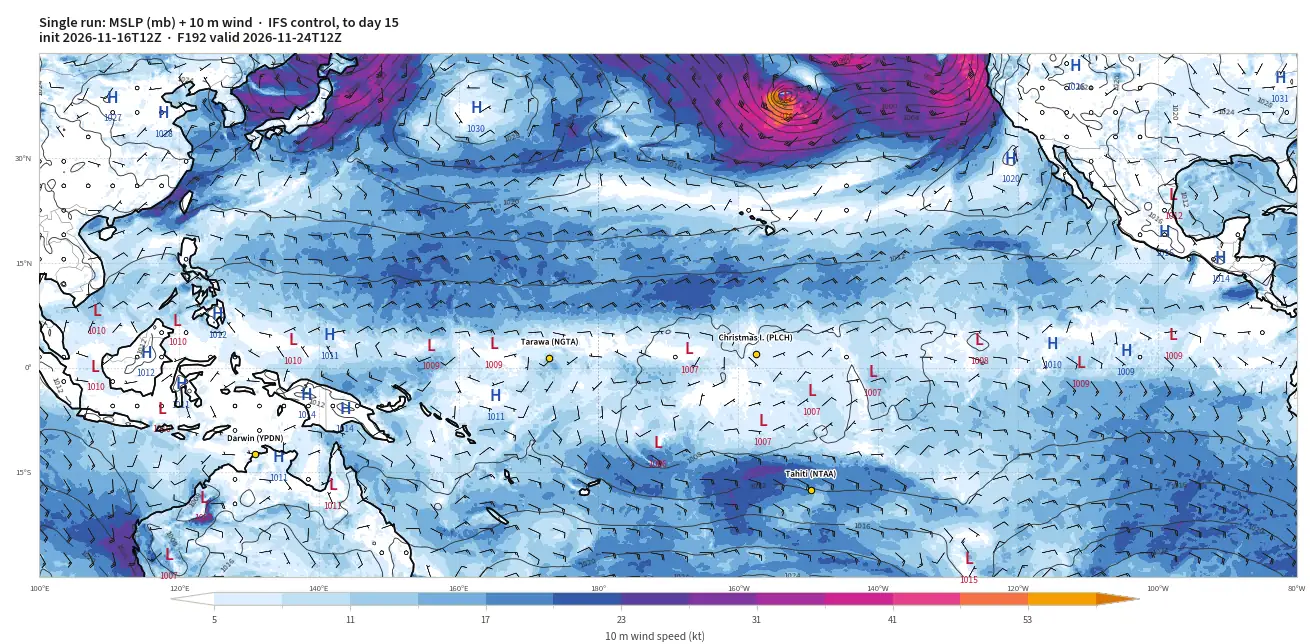 Single run: MSLP (mb) + 10 m wind · IFS control, to day 15
init 2026-11-16T12Z · F192 valid 2026-11-24T12Z
H
1027
H
1028
H
1030
H
1026
H
1031
30°N
H
1020
L
1012
H
H
1014
15°N
L
1010
L
1010
H
1012
L
1010
H
1011
L
1009
L
1009
Tarawa (NGTA)
L
1007
Christmas I. (PLCH)
L
1008
H
1010
H
1009
L
1009
L
1009
0°
L
1010
H
1012
H
H
1014
H
1014
H
1011
L
1007
L
1007
L
1007
L
L
Darwin (YPDN)
H
1011
15°S
L
1011
L
Tahiti (NTAA)
L
1007
L
1015
100°E
120°E
140°E
160°E
180°
160°W
140°W
120°W
100°W
80°W
5
11
17
23
31
41
53
10 m wind speed (kt)